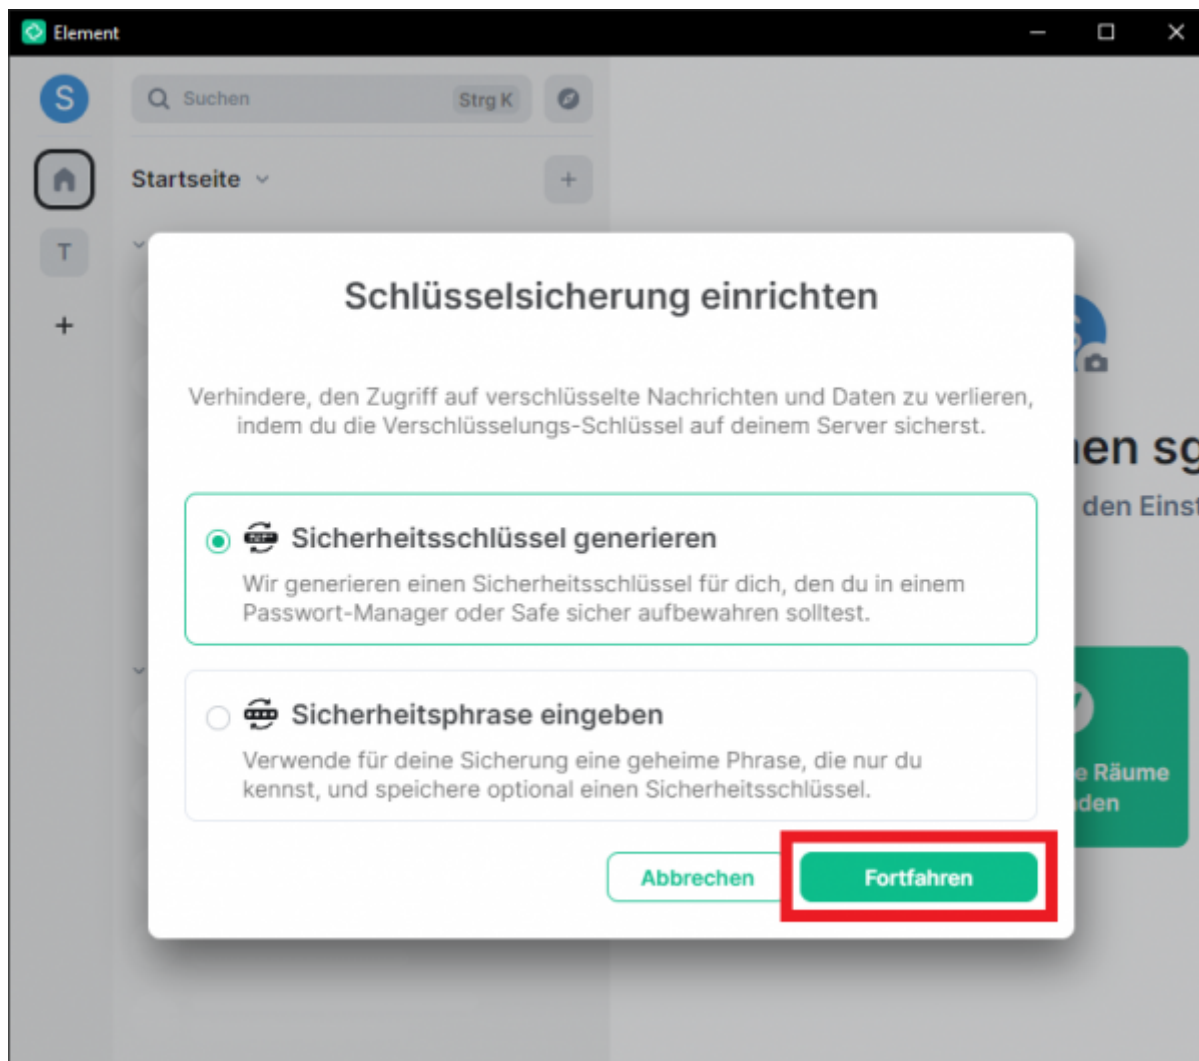 Element
S
Suchen
Strg K
Startseite
T
Schlüsselsicherung einrichten
Verhindere, den Zugriff auf verschlüsselte Nachrichten und Daten zu verlieren,
indem du die Verschlüsselungs-Schlüssel auf deinem Server sicherst.
Sicherheitsschlüssel generieren
Wir generieren einen Sicherheitsschlüssel für dich, den du in einem
Passwort-Manager oder Safe sicher aufbewahren solltest.
Sicherheitsphrase eingeben
Verwende für deine Sicherung eine geheime Phrase, die nur du
kennst, und speichere optional einen Sicherheitsschlüssel.
Abbrechen
Fortfahren
den Einst
Räume